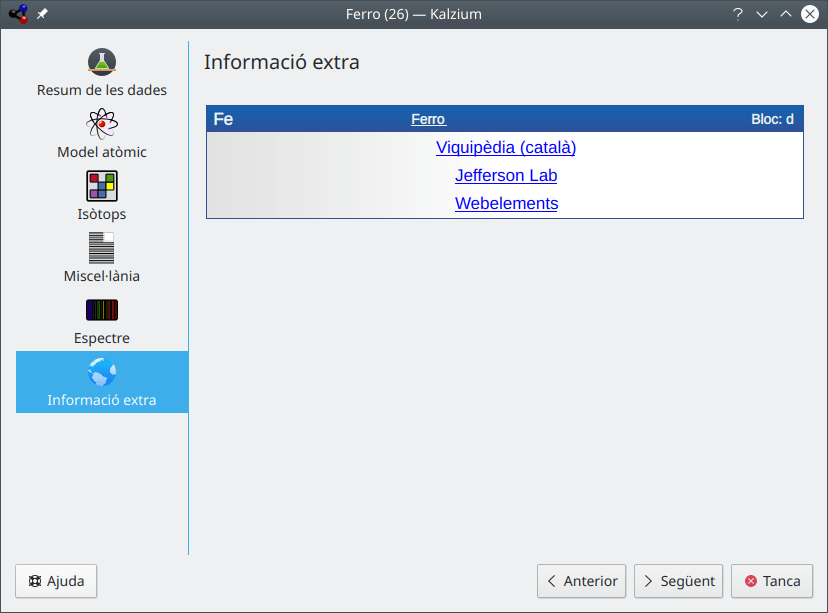 Ferro (26) — Kalzium
Resum de les dades
Model atòmic
Isòtops
Miscel·lània
Espectre
Informació extra
Informació extra
Fe Ferro Bloc: d
Viquipèdia (català)
Jefferson Lab
Webelements
Ajuda
Anterior
Següent
Tanca